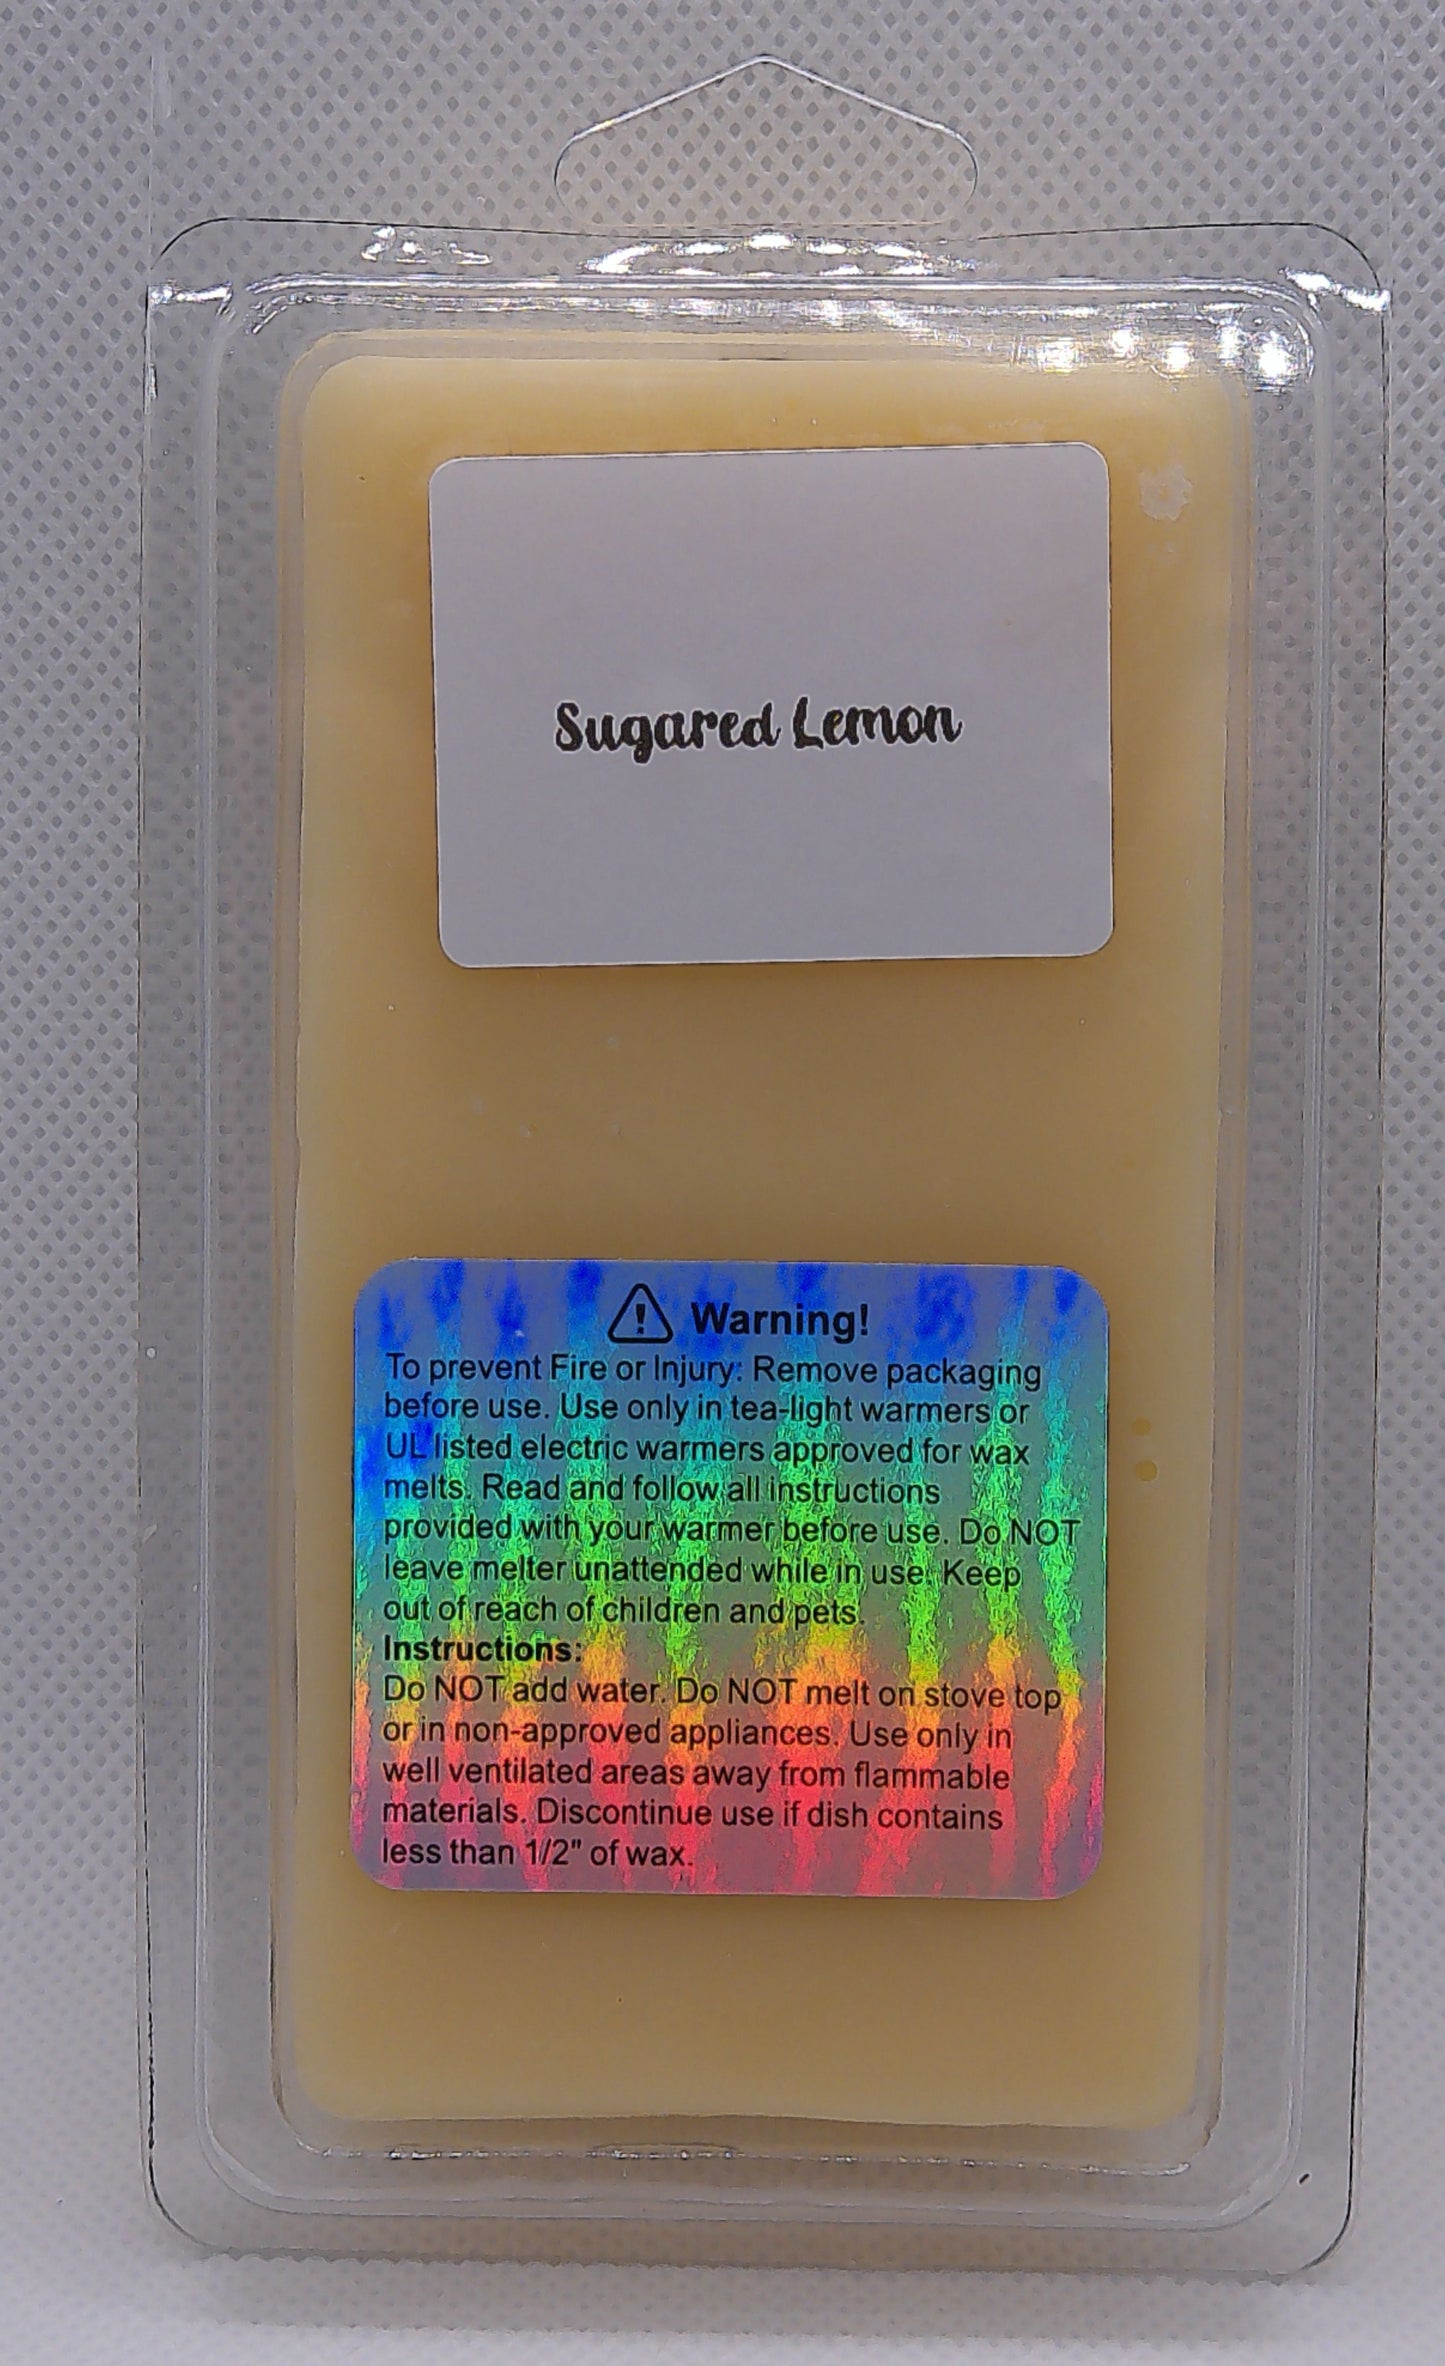 Sugared Lemon
Warning!
To prevent Fire or Injury: Remove packaging
before use. Use only in tea-light warmers or
UL listed electric warmers approved for wax
melts. Read and follow all instructions
provided with your warmer before use. Do NOT
leave melter unattended while in use. Keep
out of reach of children and pets.
Instructions:
Do NOT add water. Do NOT melt on stove top
or in non-approved appliances. Use only in
well ventilated areas away from flammable
materials. Discontinue use if dish contains
less than 1/2" of wax.